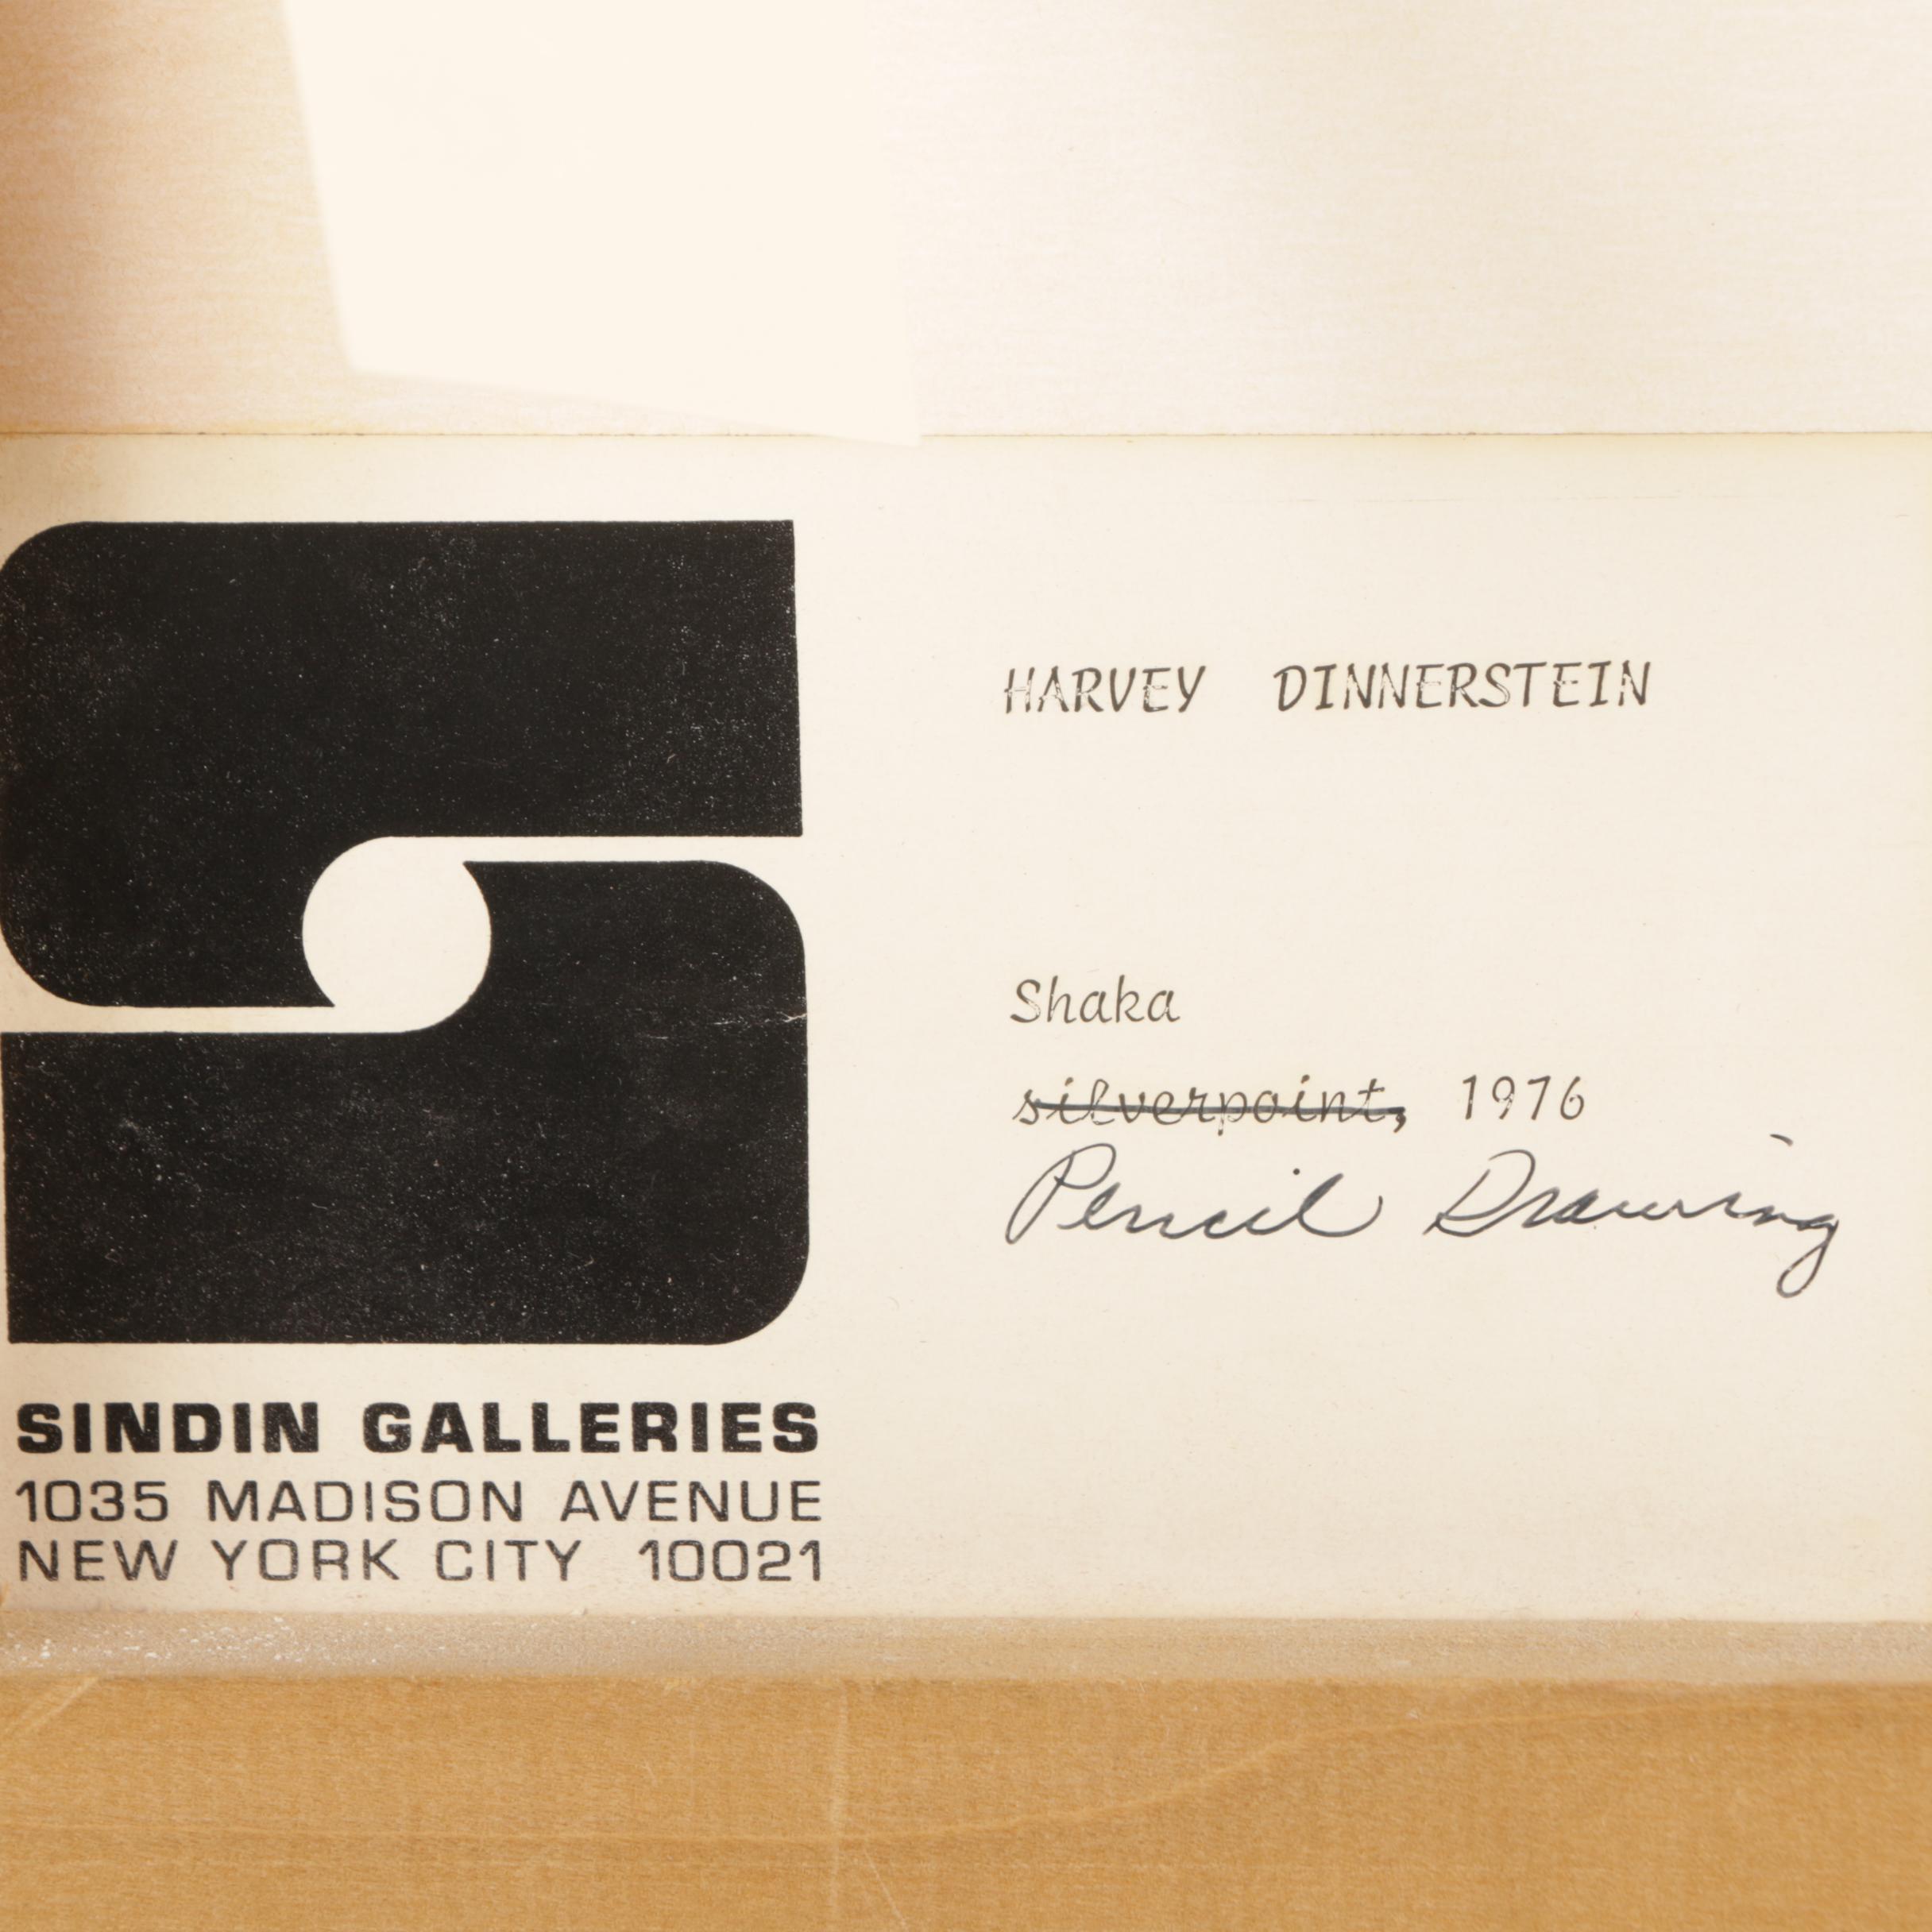 HARVEY DINNERSTEIN
Shaka
silverpoint, 1976
Pencil Drawing
SINDIN GALLERIES
1035 MADISON AVENUE
NEW YORK CITY 10021